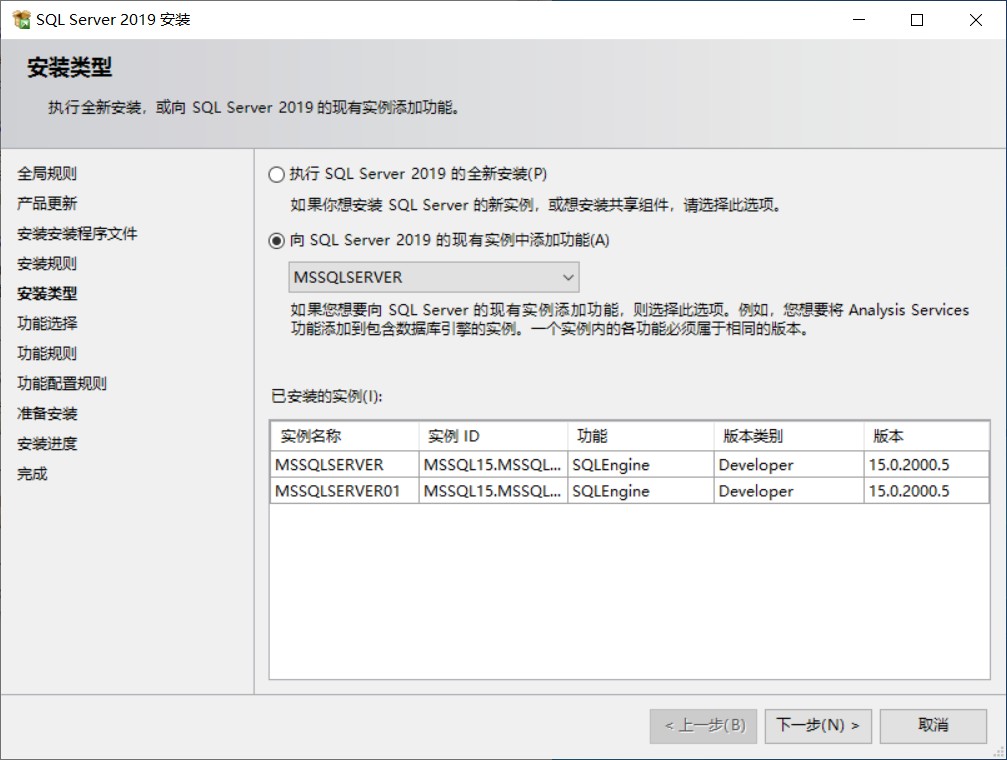 SQL Server 2019 安装
安装类型
执行全新安装，或向 SQL Server 2019 的现有实例添加功能。
全局规则
产品更新
安装安装程序文件
安装规则
安装类型
功能选择
功能规则
功能配置规则
准备安装
安装进度
完成
执行 SQL Server 2019 的全新安装(P)
如果你想安装 SQL Server 的新实例，或想安装共享组件，请选择此选项。
向 SQL Server 2019 的现有实例中添加功能(A)
MSSQLSERVER
如果您想要向 SQL Server 的现有实例添加功能，则选择此选项。例如，您想要将 Analysis Services
功能添加到包含数据库引擎的实例。一个实例内的各功能必须属于相同的版本。
已安装的实例(I):
实例名称 实例 ID 功能 版本类别 版本
MSSQLSERVER MSSQL15.MSSQL... SQLEngine Developer 15.0.2000.5
MSSQLSERVER01 MSSQL15.MSSQL... SQLEngine Developer 15.0.2000.5
< 上一步(B) 下一步(N) > 取消